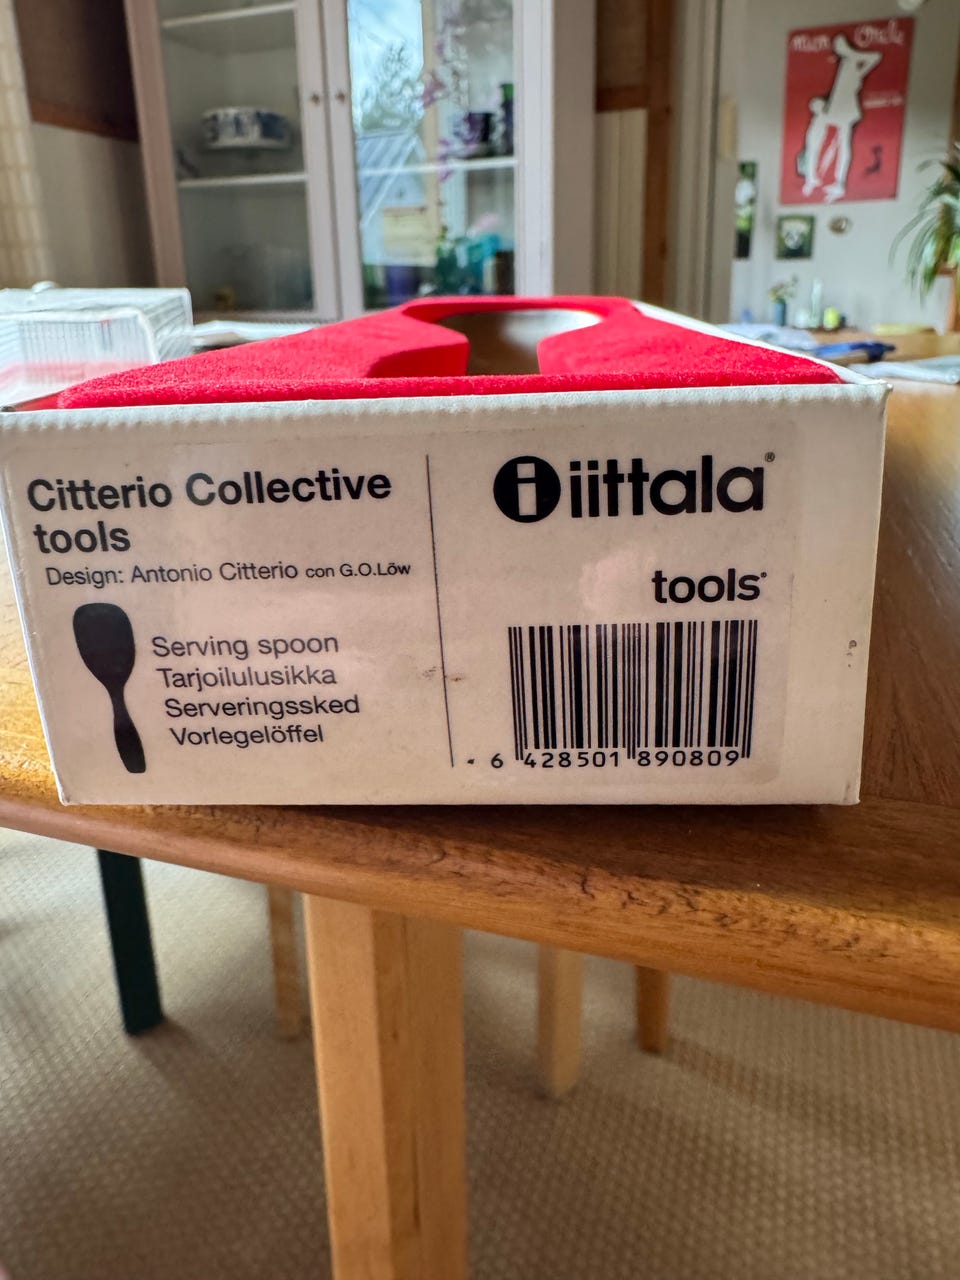 Citterio Collective
tools
Design: Antonio Citterio con G.O.Löw
Serving spoon
Tarjoilulusikka
Serveringssked
Vorlegelöffel
iittala®
tools®
6 428501 890809